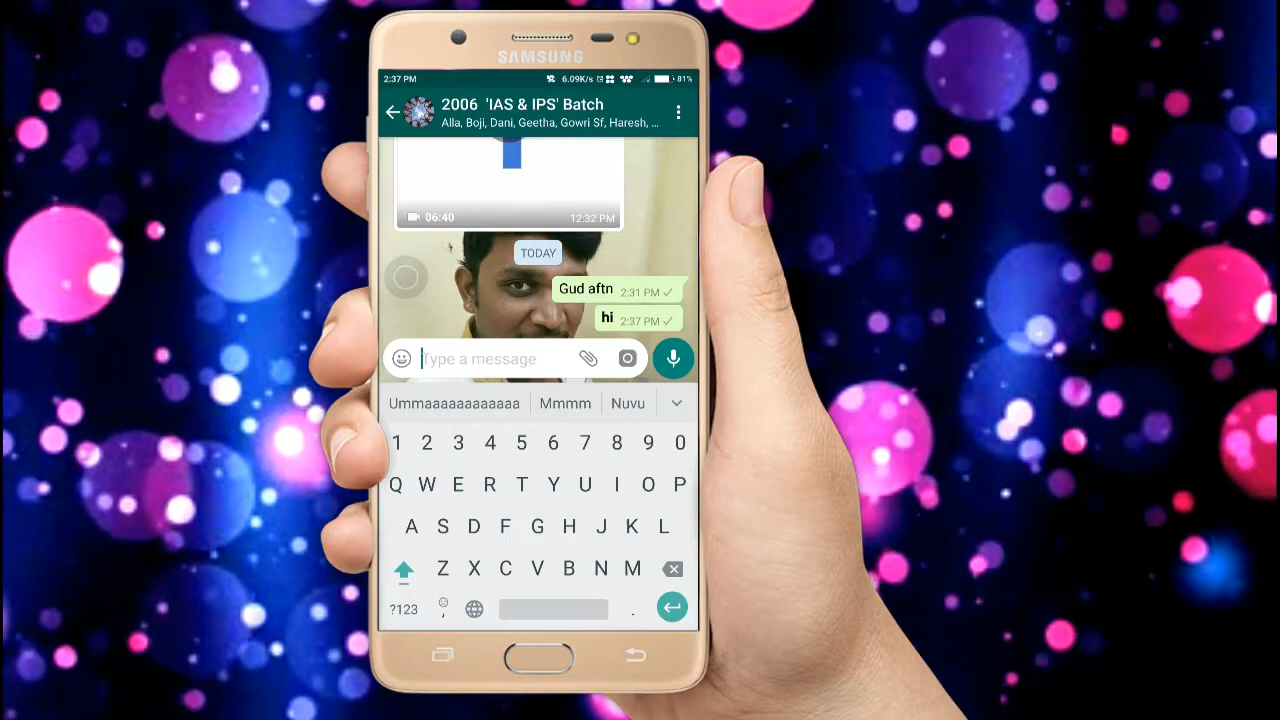 SAMSUNG
2:37 PM 6.09K/s 81%
2006 'IAS & IPS' Batch
Alla, Boji, Dani, Geetha, Gowri Sf, Haresh, ...
06:40 12:32 PM
TODAY
Gud aftn 2:31 PM
hi 2:37 PM
Type a message
Ummaaaaaaaaaaaa Mmmm Nuvu
1 2 3 4 5 6 7 8 9 0
Q W E R T Y U I O P
A S D F G H J K L
Z X C V B N M
?123 , .